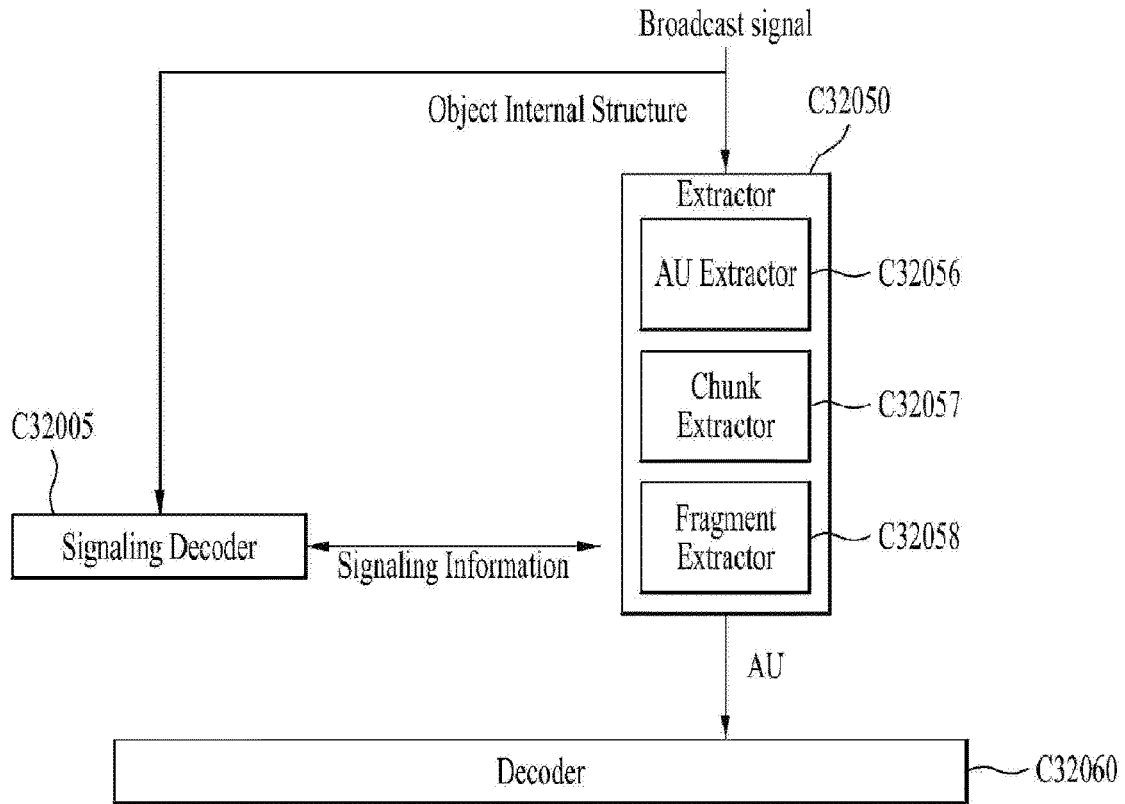 Broadcast signal
Object Internal Structure
C32050
Extractor
AU Extractor
C32056
Chunk
Extractor
C32057
C32005
Fragment
Extractor
C32058
Signaling Decoder
Signaling Information
AU
Decoder
C32060